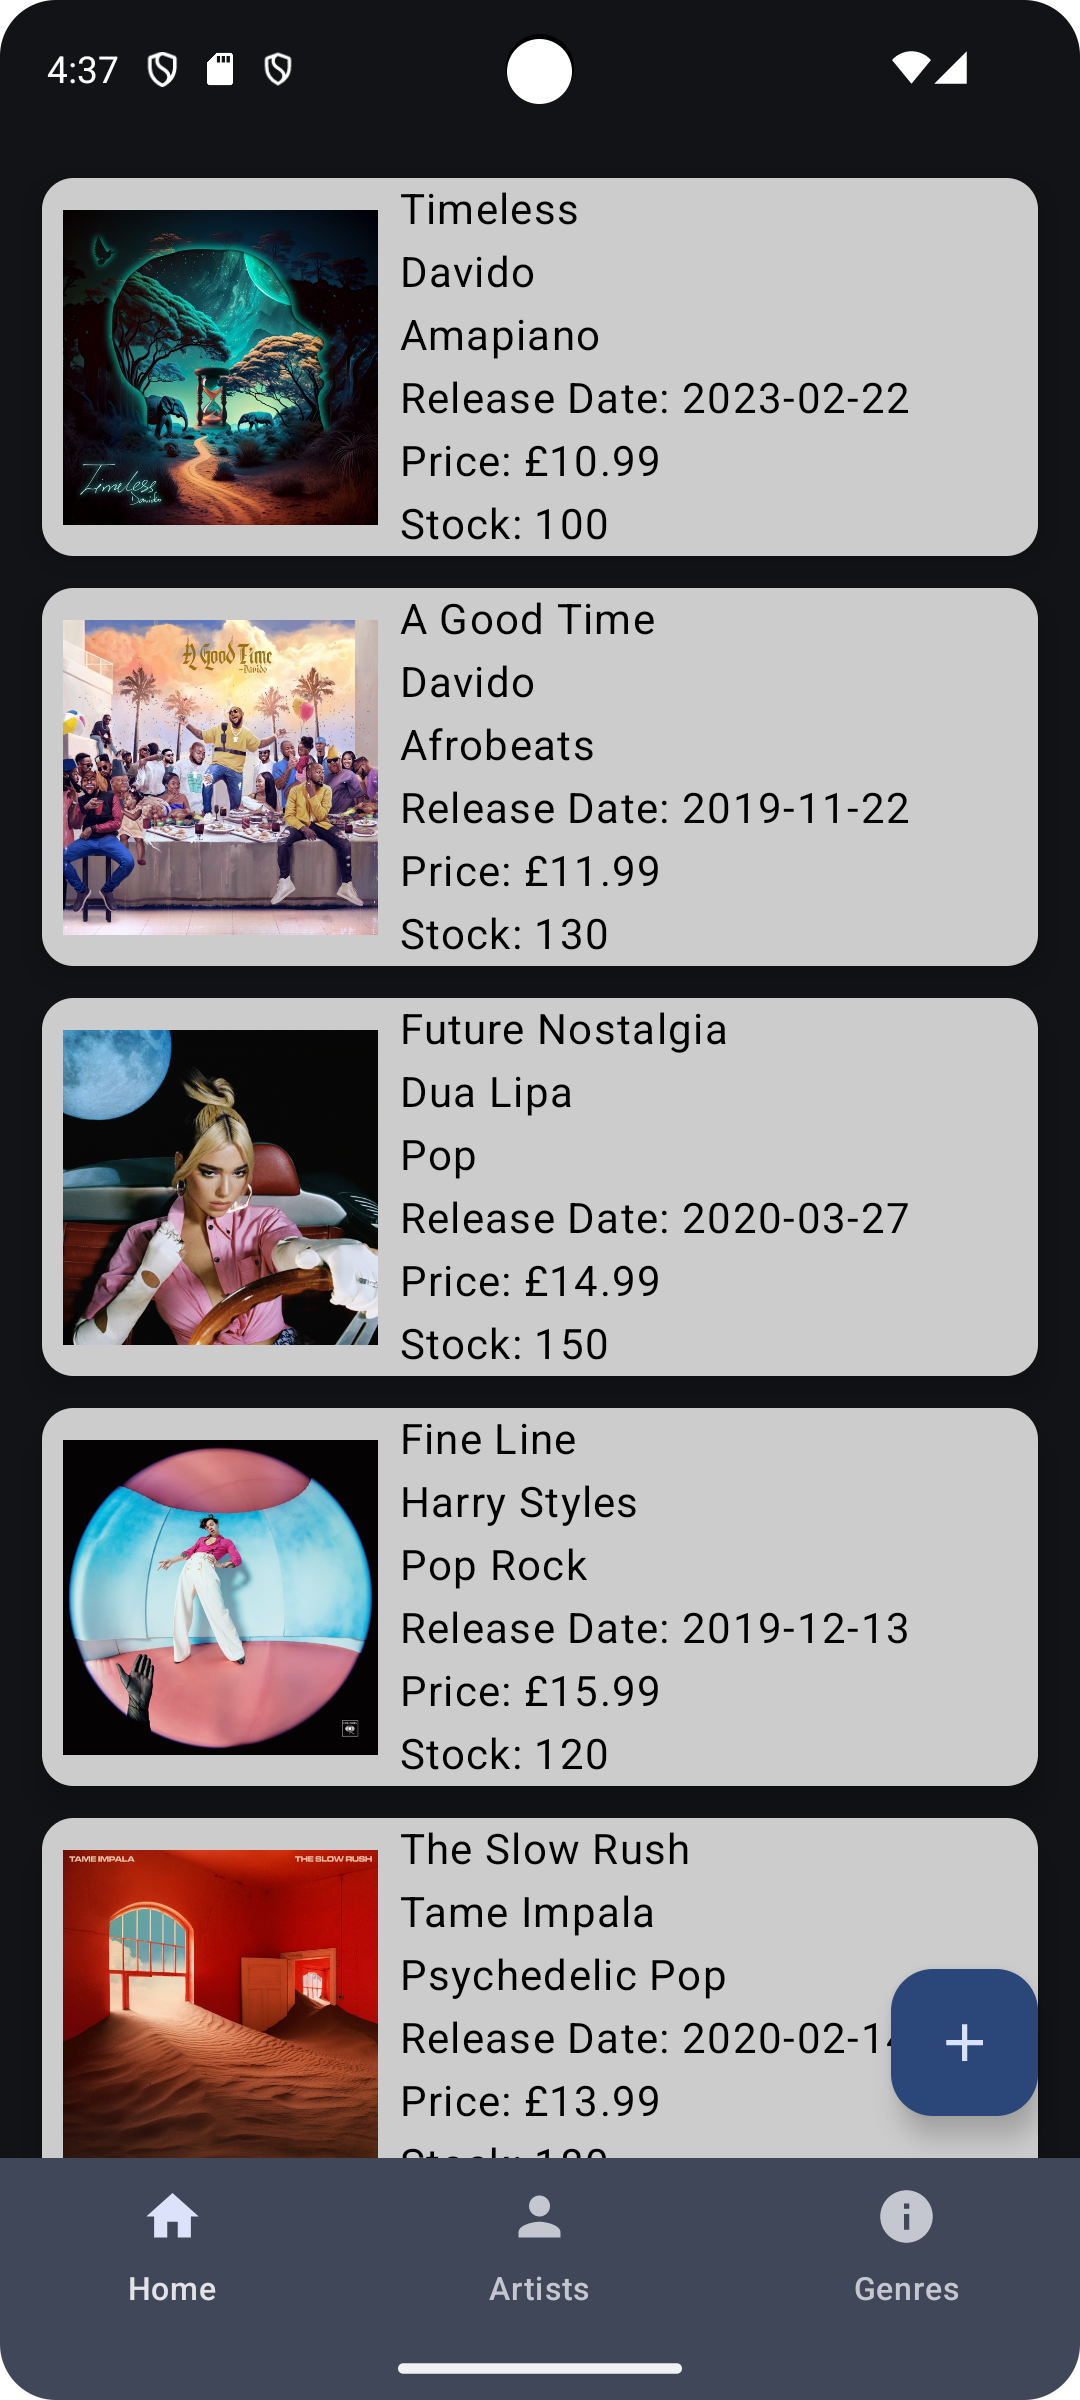 4:37
Timeless
Davido
Amapiano
Release Date: 2023-02-22
Price: £10.99
Stock: 100
Timeless
Davido
A Good Time
Davido
Afrobeats
Release Date: 2019-11-22
Price: £11.99
Stock: 130
A Good Time
-Davido
Future Nostalgia
Dua Lipa
Pop
Release Date: 2020-03-27
Price: £14.99
Stock: 150
Fine Line
Harry Styles
Pop Rock
Release Date: 2019-12-13
Price: £15.99
Stock: 120
TAME IMPALA THE SLOW RUSH
The Slow Rush
Tame Impala
Psychedelic Pop
Release Date: 2020-02-14
Price: £13.99
Home
Artists
Genres